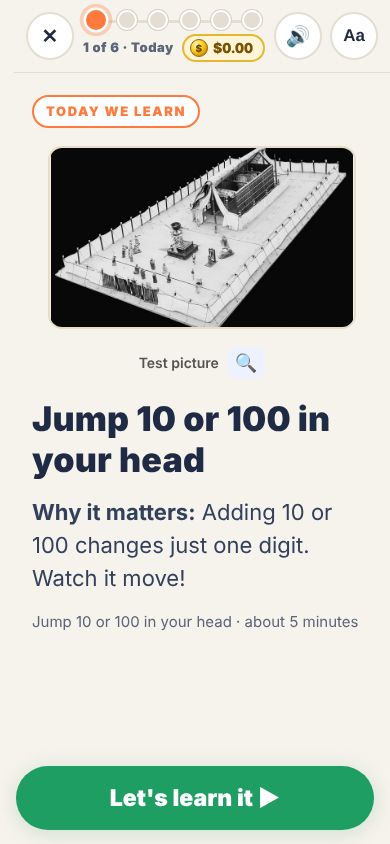 1 of 6 · Today
$ $0.00
Aa
TODAY WE LEARN
Test picture
Jump 10 or 100 in
your head
Why it matters: Adding 10 or
100 changes just one digit.
Watch it move!
Jump 10 or 100 in your head · about 5 minutes
Let's learn it ▶